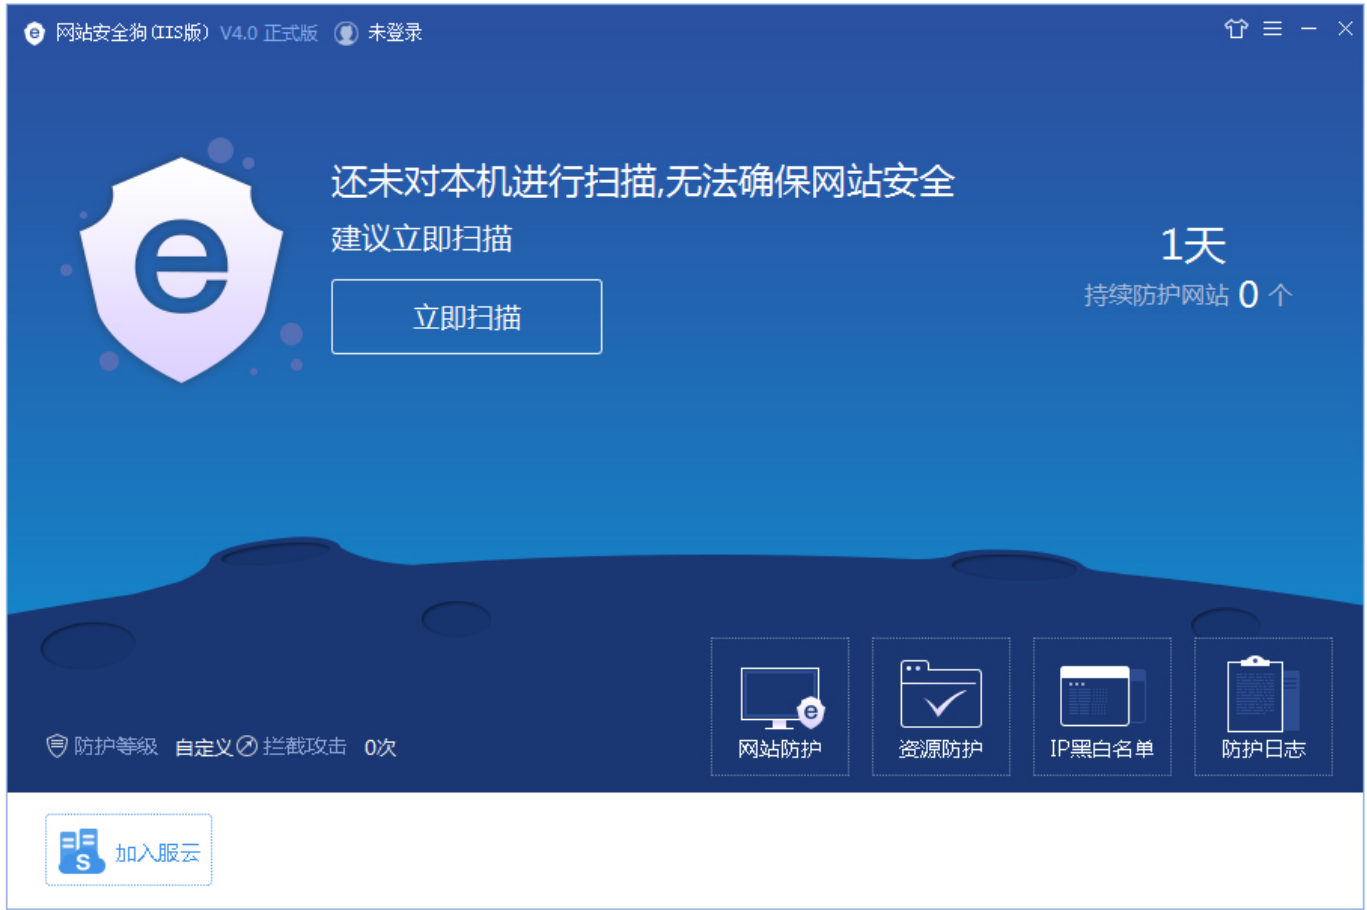 网站安全狗(IIS版) V4.0 正式版 未登录
还未对本机进行扫描,无法确保网站安全
建议立即扫描
立即扫描
1天
持续防护网站 0 个
防护等级 自定义 拦截攻击 0次
网站防护
资源防护
IP黑白名单
防护日志
加入服云